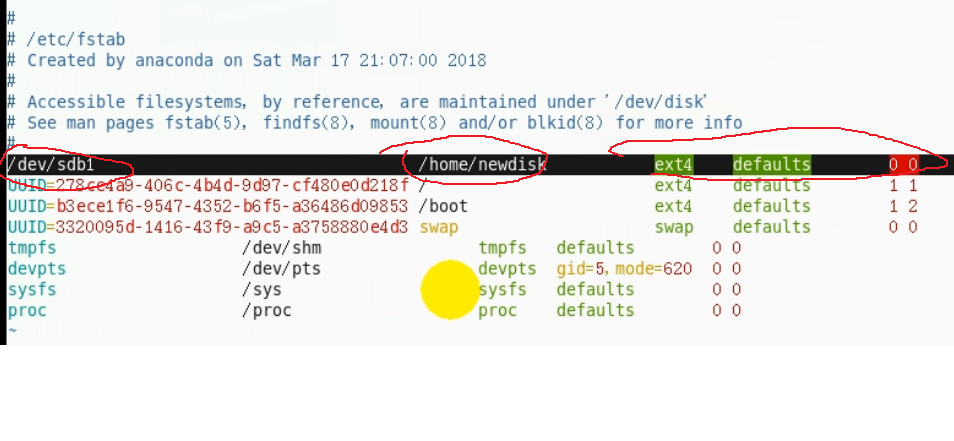 #
# /etc/fstab
# Created by anaconda on Sat Mar 17 21:07:00 2018
#
# Accessible filesystems, by reference, are maintained under '/dev/disk'
# See man pages fstab(5), findfs(8), mount(8) and/or blkid(8) for more info
#
/dev/sdb1 /home/newdisk ext4 defaults 0 0
UUID=278ce4a9-406c-4b4d-9d97-cf480e0d218f / ext4 defaults 1 1
UUID=b3ece1f6-9547-4352-b6f5-a36486d09853 /boot ext4 defaults 1 2
UUID=3320095d-1416-43f9-a9c5-a3758880e4d3 swap swap defaults 0 0
tmpfs /dev/shm tmpfs defaults 0 0
devpts /dev/pts devpts gid=5,mode=620 0 0
sysfs /sys sysfs defaults 0 0
proc /proc proc defaults 0 0
~